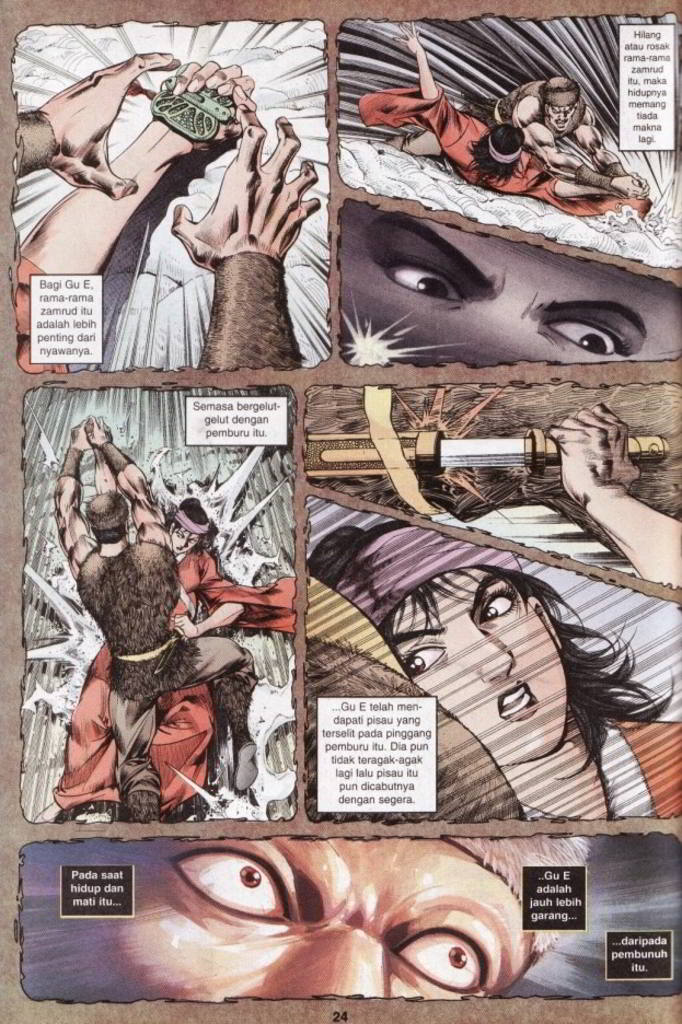 Bagi Gu E,
rama-rama
zamrud itu
adalah lebih
penting dari
nyawanya.
Hilang
atau rosak
rama-rama
zamrud
itu, maka
hidupnya
memang
tiada
makna
lagi.
Semasa bergelut-
gelut dengan
pemburu itu.
...Gu E telah men-
dapati pisau yang
terselit pada pinggang
pemburu itu. Dia pun
tidak teragak-agak
lagi lalu pisau itu
pun dicabutnya
dengan segera.
Pada saat
hidup dan
mati itu...
..Gu E
adalah
jauh lebih
garang...
...daripada
pembunuh
itu.
24